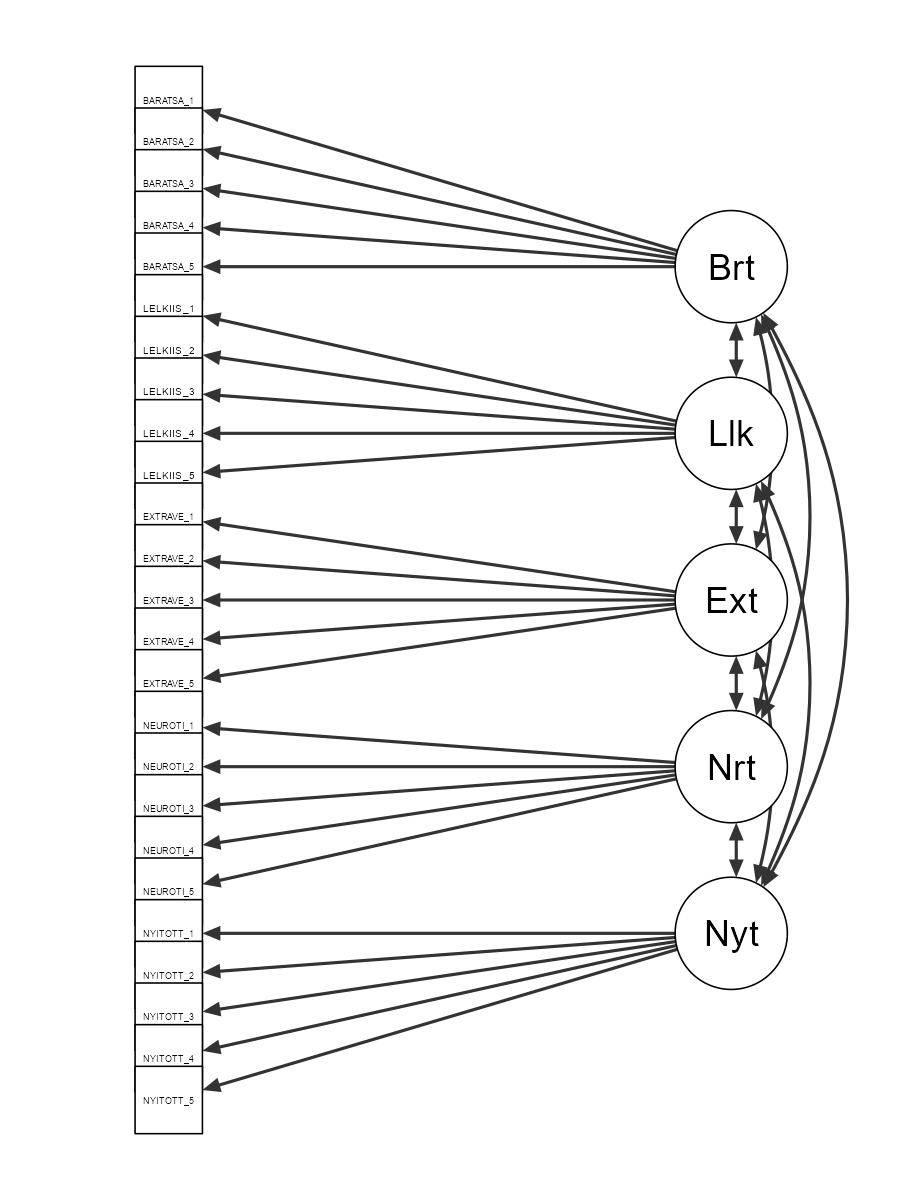 BARATSA_1
BARATSA_2
BARATSA_3
BARATSA_4
BARATSA_5
LELKIIS_1
LELKIIS_2
LELKIIS_3
LELKIIS_4
LELKIIS_5
EXTRAVE_1
EXTRAVE_2
EXTRAVE_3
EXTRAVE_4
EXTRAVE_5
NEUROTI_1
NEUROTI_2
NEUROTI_3
NEUROTI_4
NEUROTI_5
NYITOTT_1
NYITOTT_2
NYITOTT_3
NYITOTT_4
NYITOTT_5
Brt
Llk
Ext
Nrt
Nyt